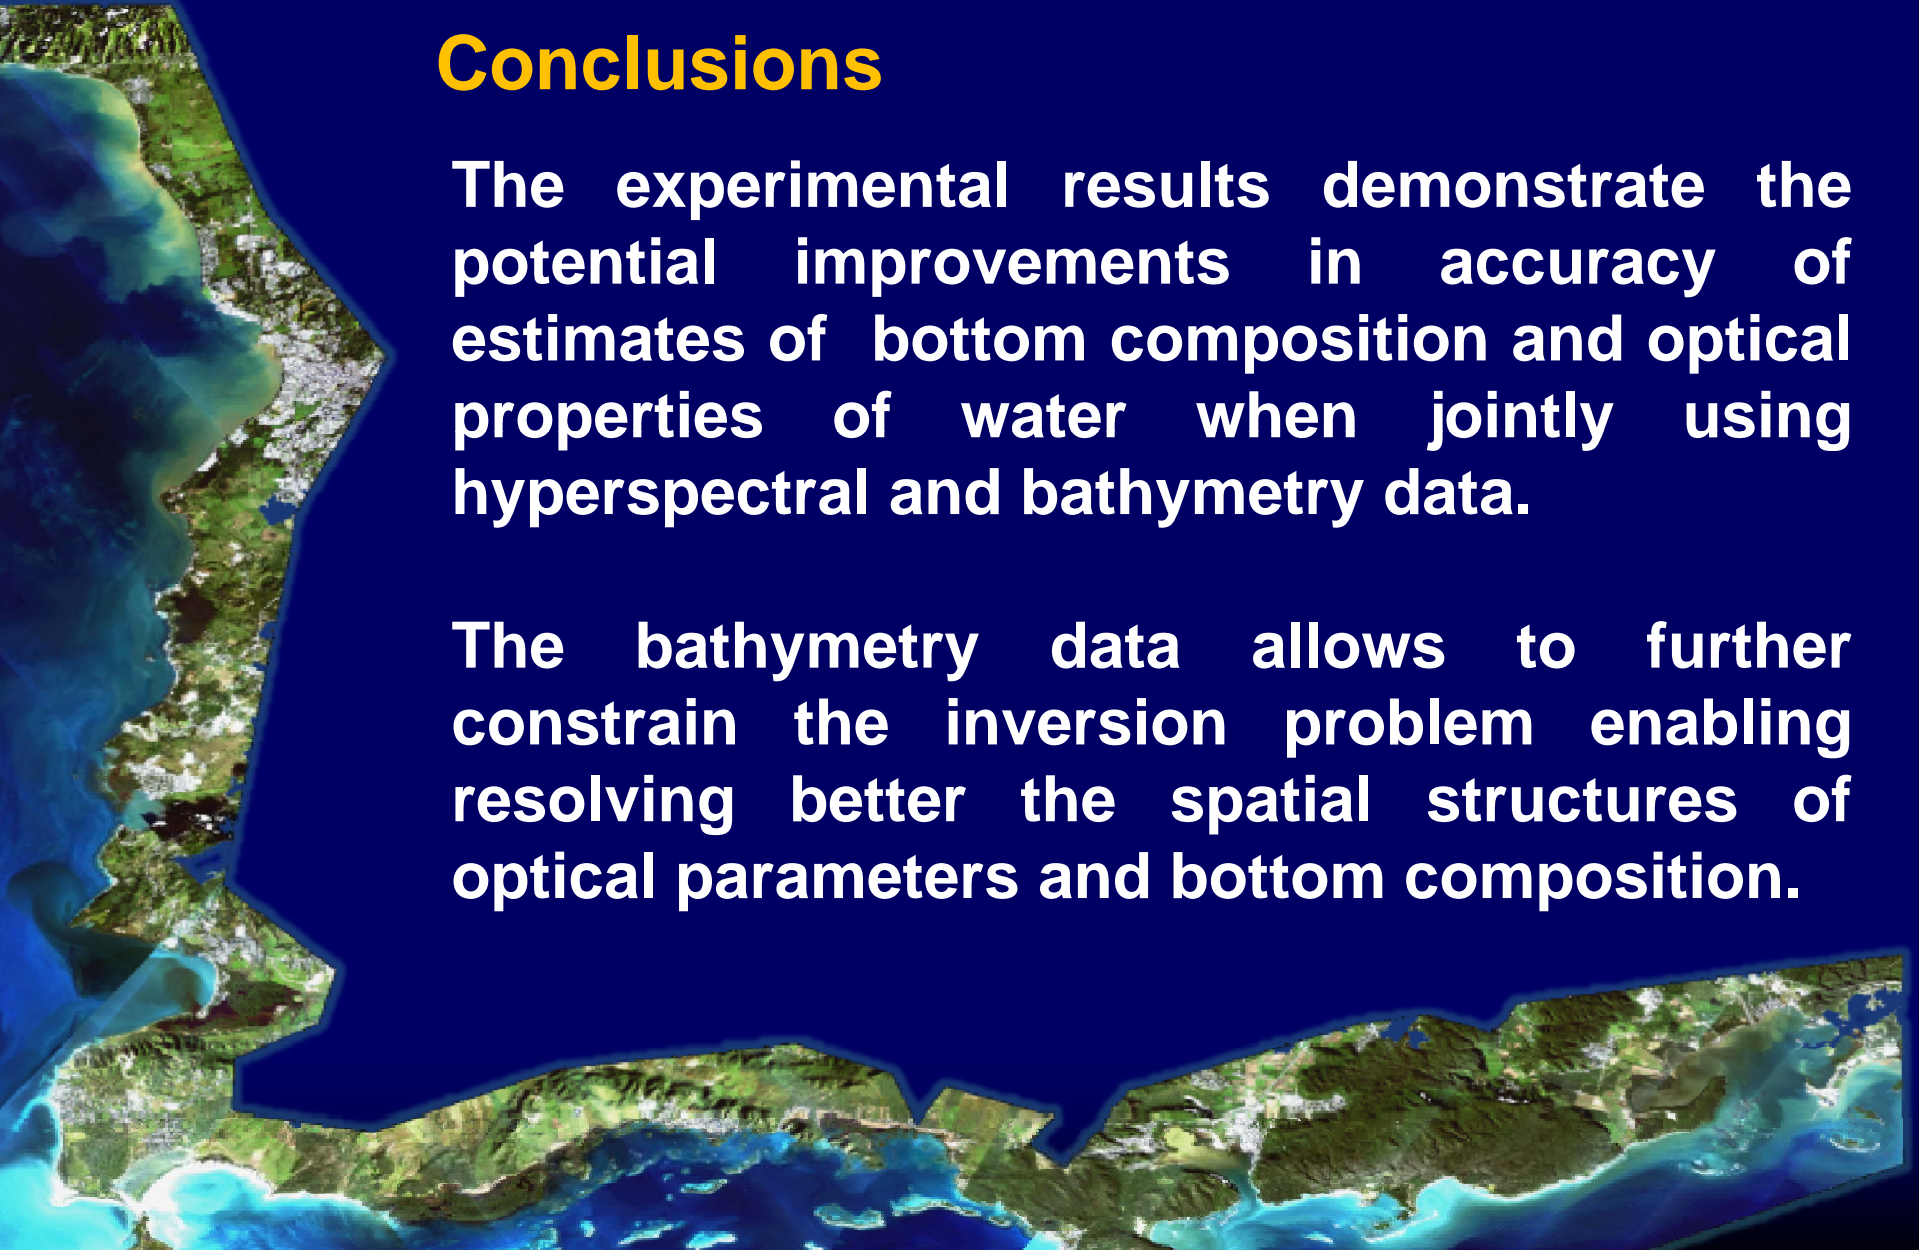 Conclusions
The experimental results demonstrate the
potential improvements in accuracy of
estimates of bottom composition and optical
properties of water when jointly using
hyperspectral and bathymetry data.
The bathymetry data allows to further
constrain the inversion problem enabling
resolving better the spatial structures of
optical parameters and bottom composition.